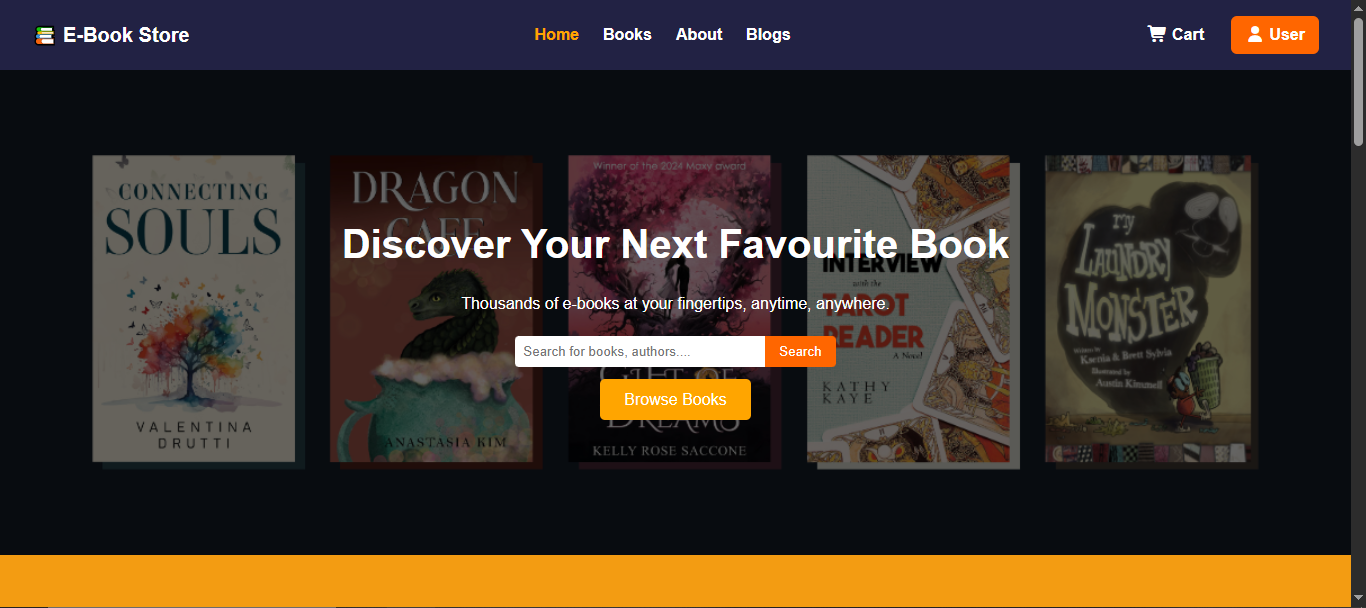 E-Book Store
Home Books About Blogs
Cart
User
Discover Your Next Favourite Book
Thousands of e-books at your fingertips, anytime, anywhere.
Search for books, authors....
Search
Browse Books
CONNECTING
SOULS
VALENTINA
DRUTTI
DRAGON
CAFE
ANASTASIA KIM
Winner of the 2024 Moxy award
GIFT OF
DREAMS
KELLY ROSE SACCONE
INTERVIEW
with the
TAROT
READER
A Novel
KATHY
KAYE
My
LAUNDRY
MONSTER
Written by
Ksenia & Brett Sylvia
Illustrated by
Austin Kimmell